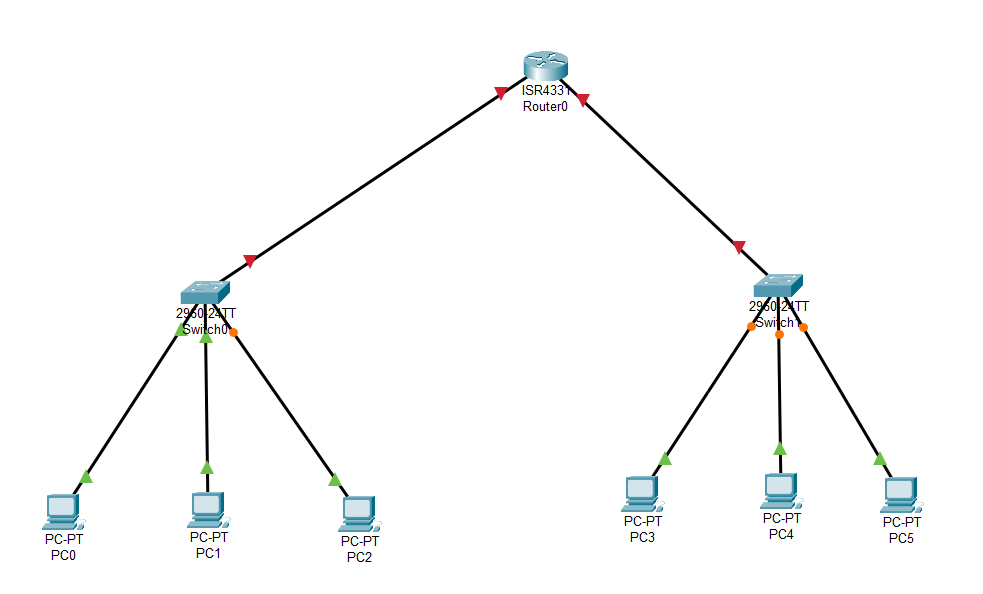 ISR4331
Router0
2960-24TT
Switch0
2960-24TT
Switch1
PC-PT
PC0
PC-PT
PC1
PC-PT
PC2
PC-PT
PC3
PC-PT
PC4
PC-PT
PC5